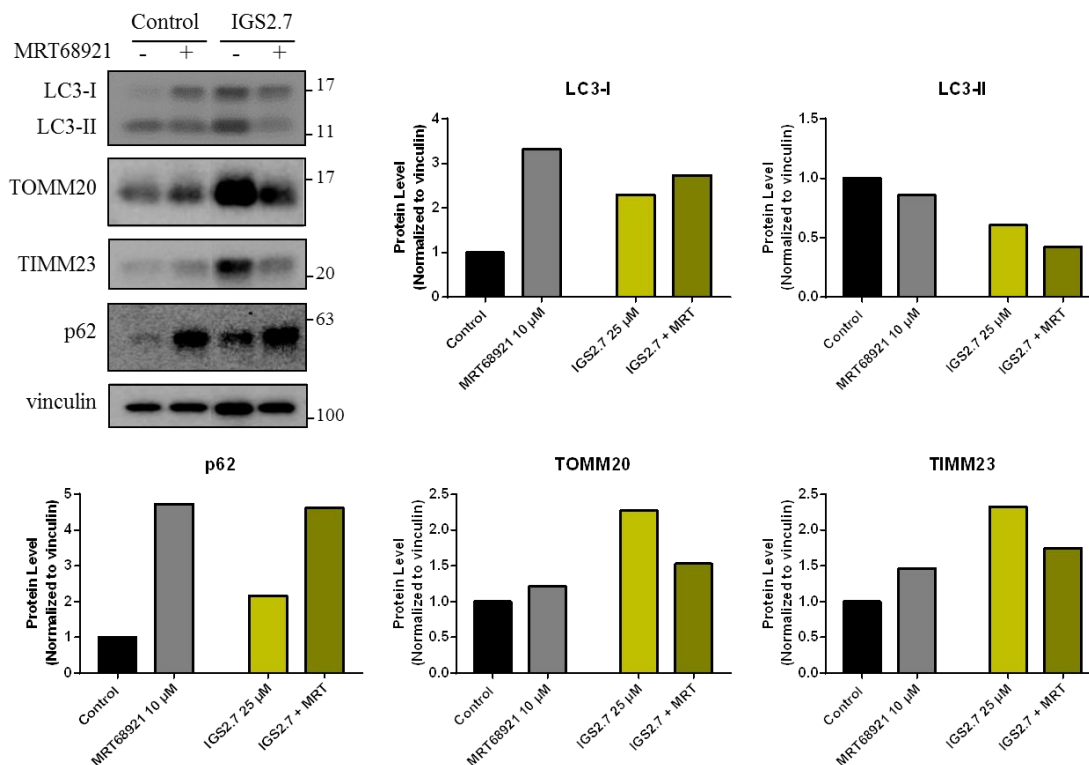 Control IGS2.7
MRT68921 - + - +
LC3-I 17
LC3-II 11
TOMM20 17
TIMM23 20
p62 63
vinculin 100
LC3-I
Protein Level
(Normalized to vinculin)
4
3
2
1
0
Control
MRT68921 10 µM
IGS2.7 25 µM
IGS2.7 + MRT
LC3-II
Protein Level
(Normalized to vinculin)
1.5
1.0
0.5
0.0
Control
MRT68921 10 µM
IGS2.7 25 µM
IGS2.7 + MRT
p62
Protein Level
(Normalized to vinculin)
5
4
3
2
1
0
Control
MRT68921 10 µM
IGS2.7 25 µM
IGS2.7 + MRT
TOMM20
Protein Level
(Normalized to vinculin)
2.5
2.0
1.5
1.0
0.5
0.0
Control
MRT68921 10 µM
IGS2.7 25 µM
IGS2.7 + MRT
TIMM23
Protein Level
(Normalized to vinculin)
2.5
2.0
1.5
1.0
0.5
0.0
Control
MRT68921 10 µM
IGS2.7 25 µM
IGS2.7 + MRT